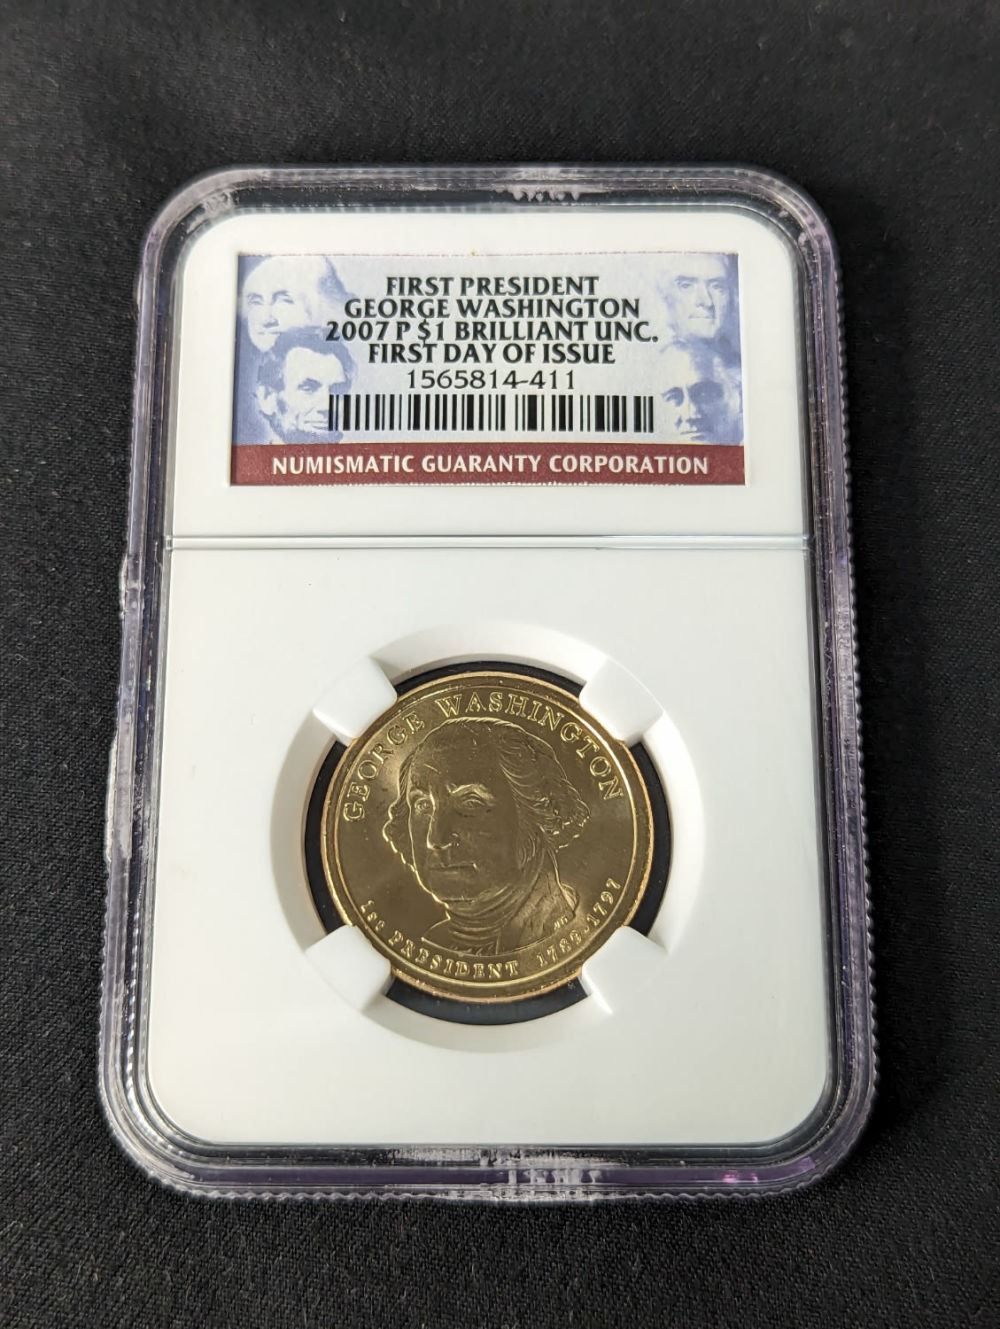 FIRST PRESIDENT
GEORGE WASHINGTON
2007 P $1 BRILLIANT UNC.
FIRST DAY OF ISSUE
1565814-411
NUMISMATIC GUARANTY CORPORATION
GEORGE WASHINGTON
1st PRESIDENT 1789-1797